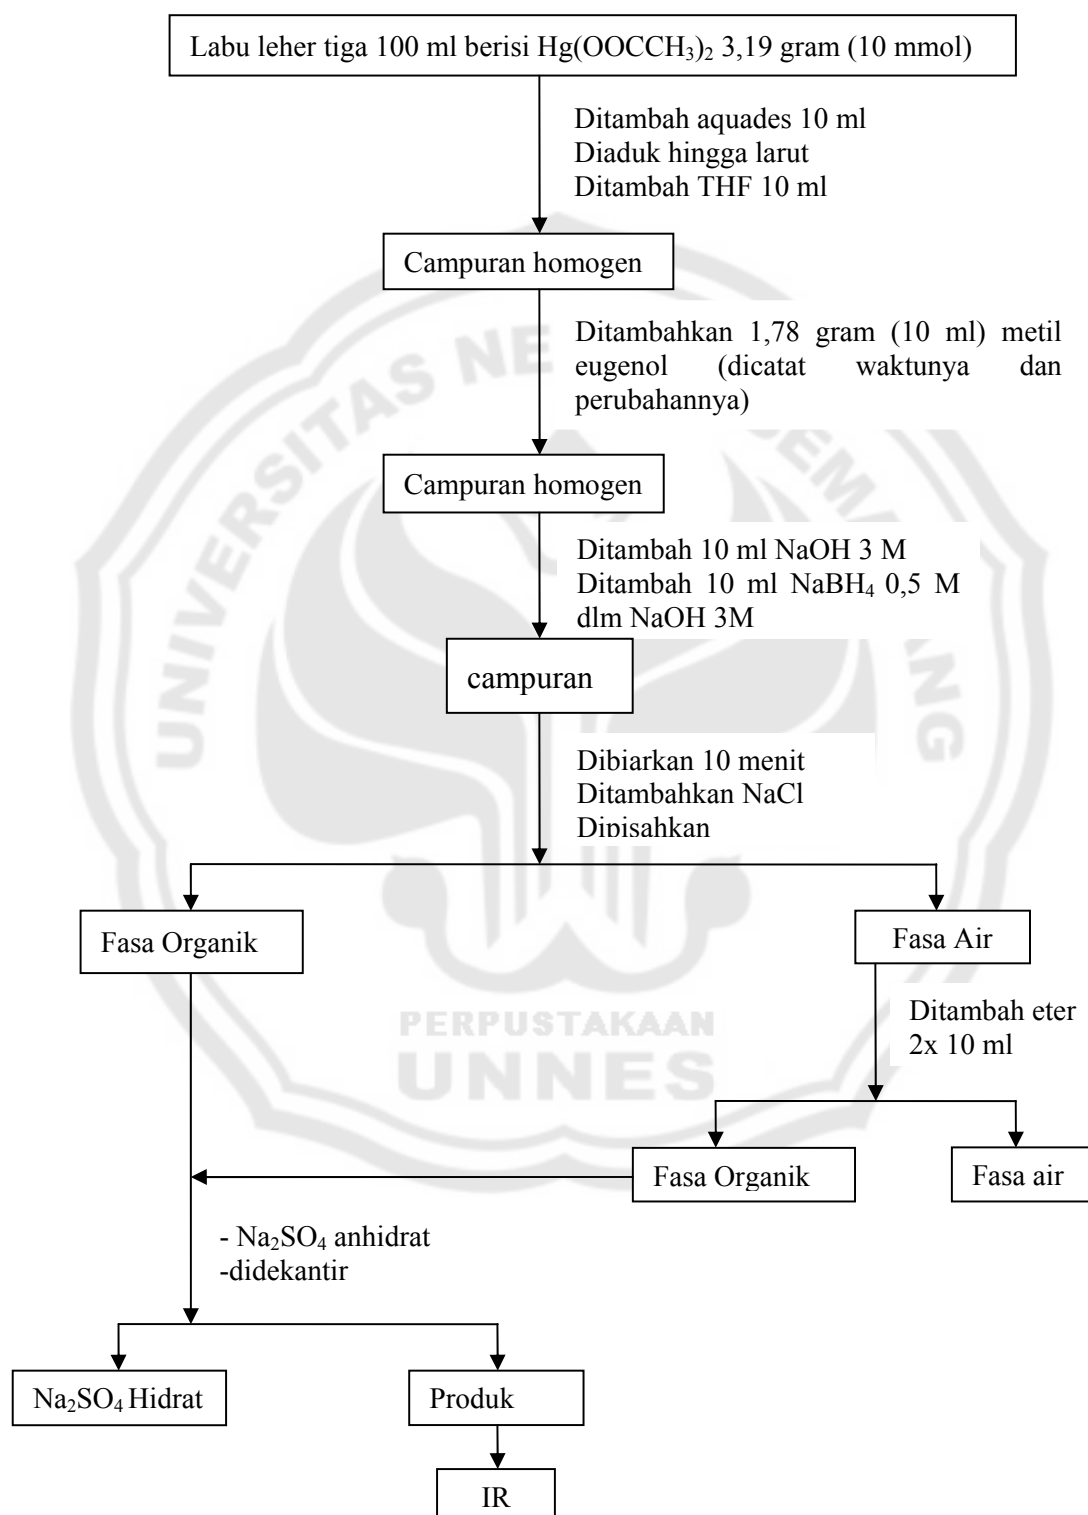 Labu leher tiga 100 ml berisi Hg(OOCCH₃)₂ 3,19 gram (10 mmol)
Ditambah aquades 10 ml
Diaduk hingga larut
Ditambah THF 10 ml
Campuran homogen
Ditambahkan 1,78 gram (10 ml) metil
eugenol (dicatat waktunya dan
perubahannya)
Campuran homogen
Ditambah 10 ml NaOH 3 M
Ditambah 10 ml NaBH₄ 0,5 M
dlm NaOH 3M
campuran
Dibiarkan 10 menit
Ditambahkan NaCl
Dipisahkan
Fasa Organik
Fasa Air
Ditambah eter
2x 10 ml
Fasa Organik
Fasa air
- Na₂SO₄ anhidrat
-didekantir
Na₂SO₄ Hidrat
Produk
IR
PERPUSTAKAAN
UNNES